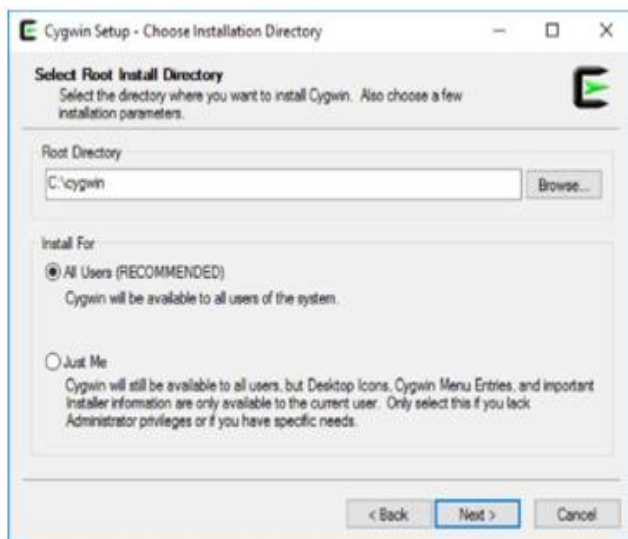 Cygwin Setup - Choose Installation Directory
Select Root Install Directory
Select the directory where you want to install Cygwin. Also choose a few
installation parameters.
Root Directory
C:\cygwin
Browse...
Install For
All Users (RECOMMENDED)
Cygwin will be available to all users of the system.
Just Me
Cygwin will still be available to all users, but Desktop Icons, Cygwin Menu Entries, and important
Installer information are only available to the current user. Only select this if you lack
Administrator privileges or if you have specific needs.
< Back
Next >
Cancel